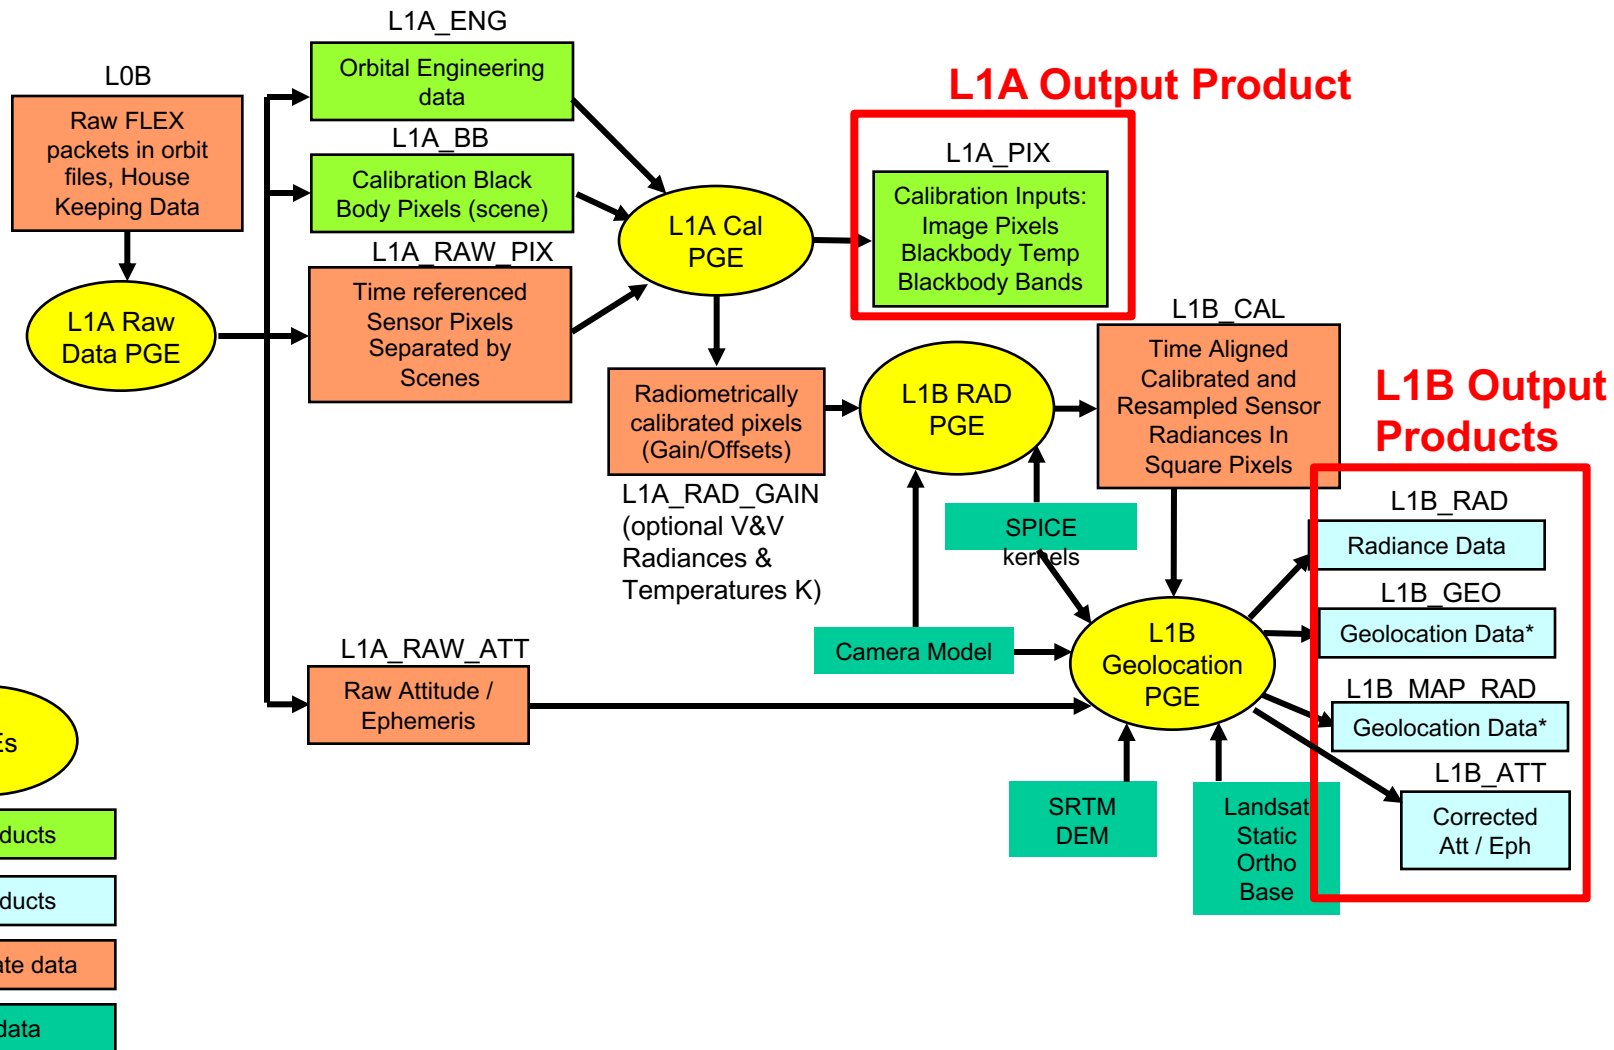 L0B
Raw FLEX
packets in orbit
files, House
Keeping Data
L1A Raw
Data PGE
L1A_ENG
Orbital Engineering
data
L1A_BB
Calibration Black
Body Pixels (scene)
L1A_RAW_PIX
Time referenced
Sensor Pixels
Separated by
Scenes
L1A Cal
PGE
L1A Output Product
L1A_PIX
Calibration Inputs:
Image Pixels
Blackbody Temp
Blackbody Bands
Radiometrically
calibrated pixels
(Gain/Offsets)
L1A_RAD_GAIN
(optional V&V
Radiances &
Temperatures K)
L1B RAD
PGE
L1B_CAL
Time Aligned
Calibrated and
Resampled Sensor
Radiances In
Square Pixels
SPICE
kernels
Camera Model
L1A_RAW_ATT
Raw Attitude /
Ephemeris
L1B
Geolocation
PGE
SRTM
DEM
Landsat
Static
Ortho
Base
L1B Output
Products
L1B_RAD
Radiance Data
L1B_GEO
Geolocation Data*
L1B_MAP_RAD
Geolocation Data*
L1B_ATT
Corrected
Att / Eph
Es
ducts
ducts
ate data
data